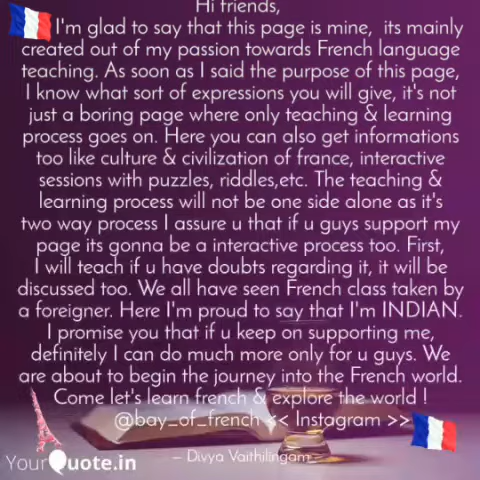 Hi friends,
I'm glad to say that this page is mine, its mainly
created out of my passion towards French language
teaching. As soon as I said the purpose of this page,
I know what sort of expressions you will give, it's not
just a boring page where only teaching & learning
process goes on. Here you can also get informations
too like culture & civilization of france, interactive
sessions with puzzles, riddles,etc. The teaching &
learning process will not be one side alone as it's
two way process I assure u that if u guys support my
page its gonna be a interactive process too. First,
I will teach if u have doubts regarding it, it will be
discussed too. We all have seen French class taken by
a foreigner. Here I'm proud to say that I'm INDIAN.
I promise you that if u keep on supporting me,
definitely I can do much more only for u guys. We
are about to begin the journey into the French world.
Come let's learn french & explore the world !
@bay_of_french << Instagram >>
YourQuote.in
– Divya Vaithilingam –